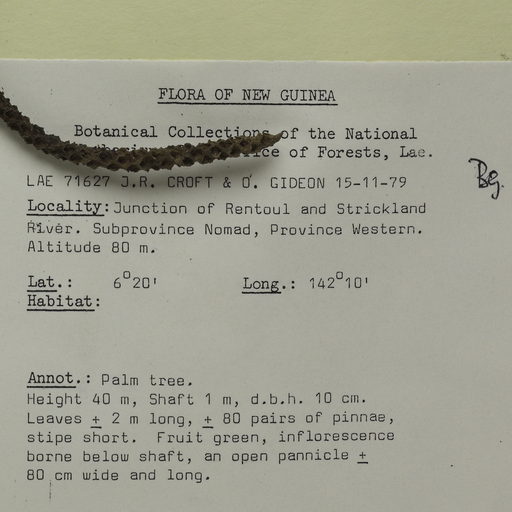 FLORA OF NEW GUINEA
Botanical Collections of the National
of Forests, Lae.
LAE 71627 J.R. CROFT & O. GIDEON 15-11-79
Bg.
Locality: Junction of Rentoul and Strickland
River. Subprovince Nomad, Province Western.
Altitude 80 m.
Lat.: 6°20' Long.: 142°10'
Habitat:
Annot.: Palm tree.
Height 40 m, Shaft 1 m, d.b.h. 10 cm.
Leaves ± 2 m long, ± 80 pairs of pinnae,
stipe short. Fruit green, inflorescence
borne below shaft, an open pannicle ±
80 cm wide and long.